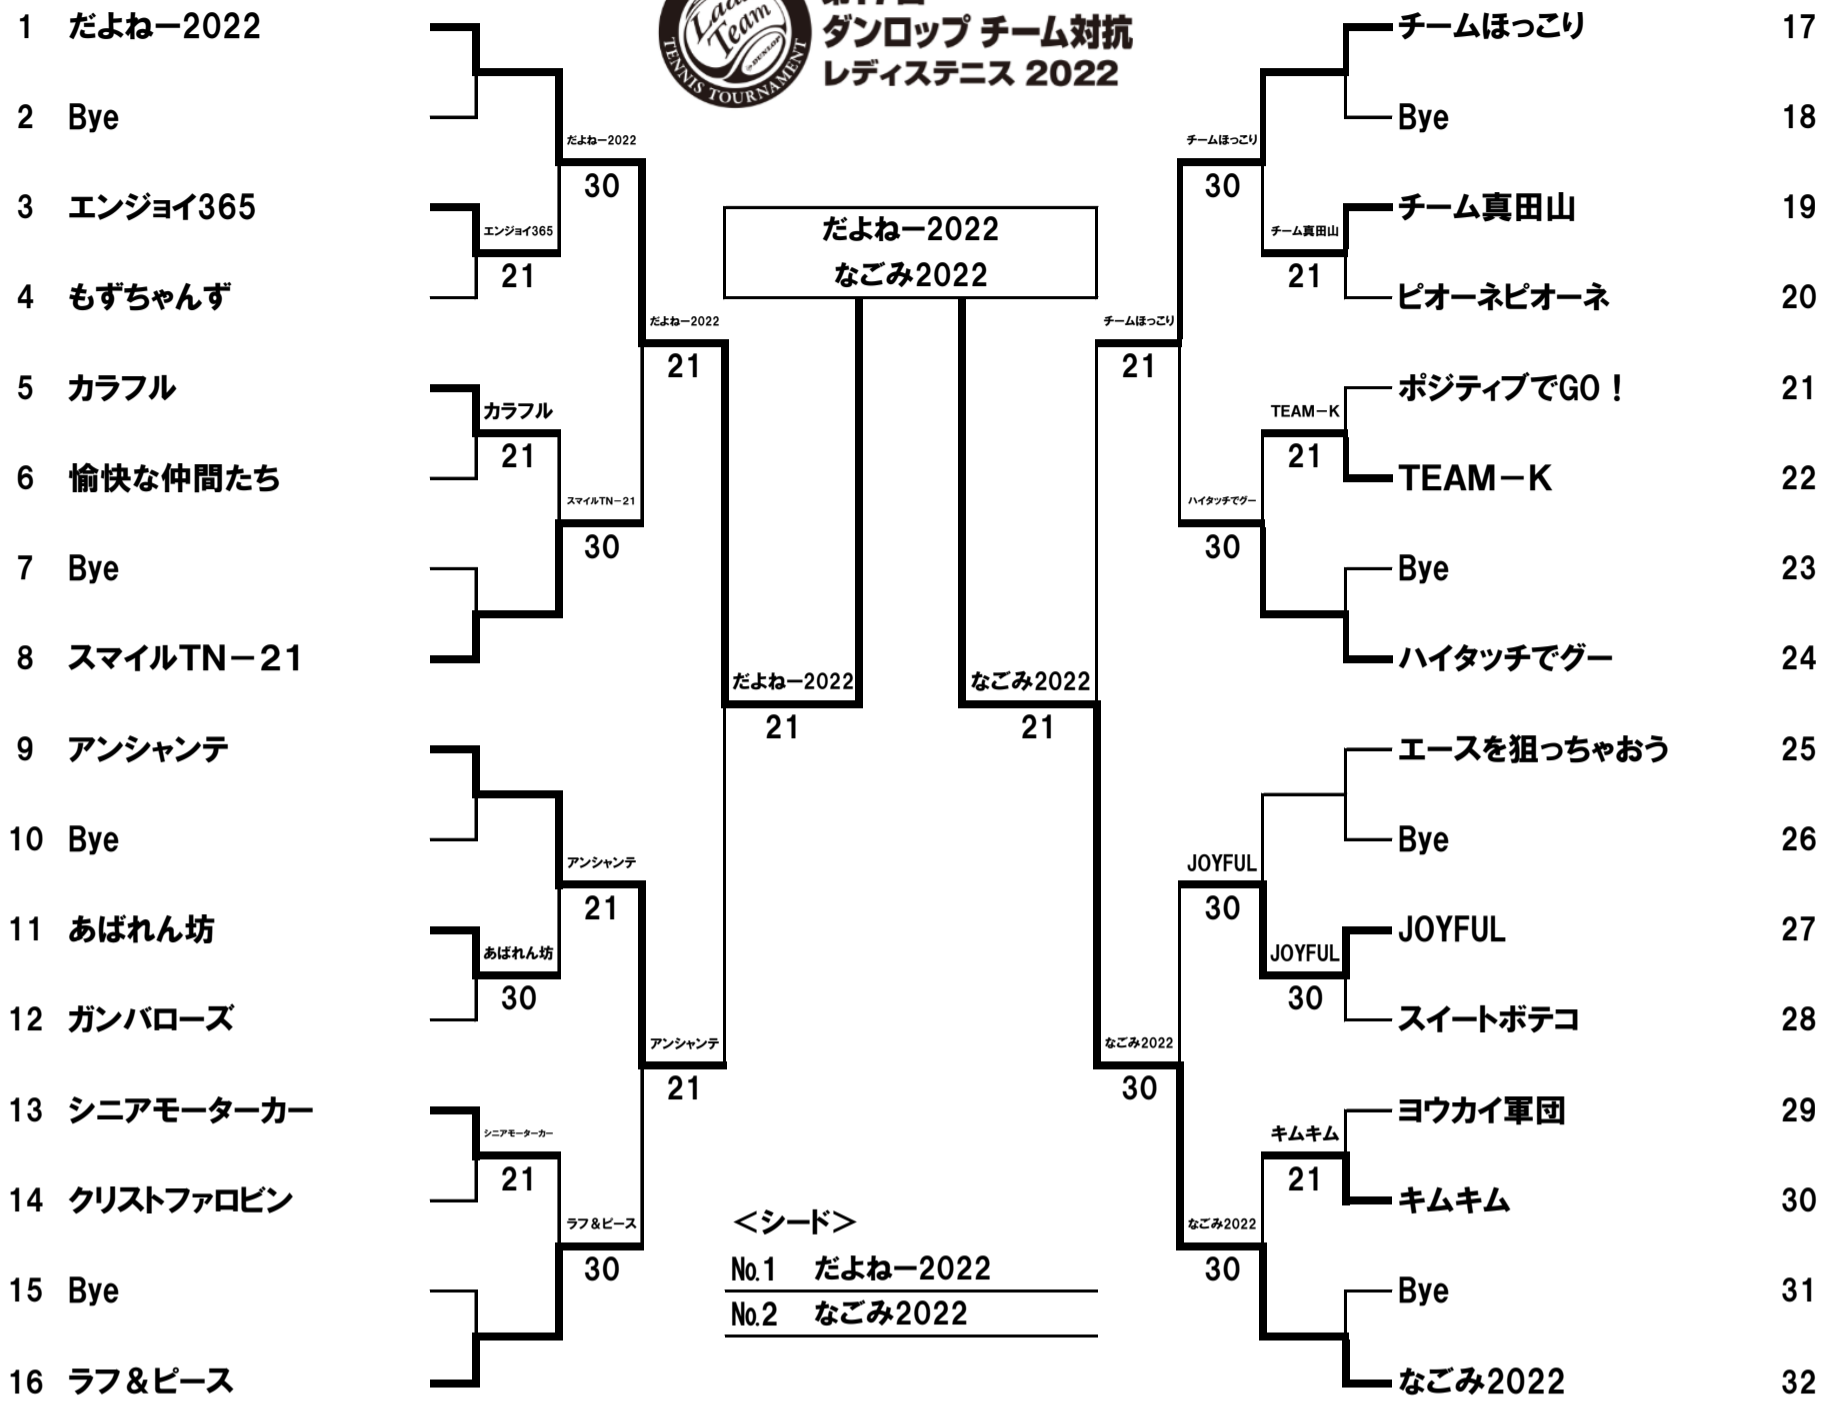 Team
DUNLOP
TENNIS TOURNAMENT
ダンロップ チーム対抗
レディステニス 2022
1 だよねー2022
2 Bye
3 エンジョイ365
4 もずちゃんず
5 カラフル
6 愉快な仲間たち
7 Bye
8 スマイルTN－21
9 アンシャンテ
10 Bye
11 あばれん坊
12 ガンバローズ
13 シニアモーターカー
14 クリストファロビン
15 Bye
16 ラフ＆ピース
エンジョイ365
21
カラフル
21
あばれん坊
30
シニアモーターカー
21
だよねー2022
30
スマイルTN－21
30
アンシャンテ
21
ラフ＆ピース
30
だよねー2022
21
アンシャンテ
21
だよねー2022
21
だよねー2022
なごみ2022
なごみ2022
21
チームほっこり
21
なごみ2022
30
チームほっこり
30
ハイタッチでグー
30
JOYFUL
30
なごみ2022
30
チーム真田山
21
TEAM－K
21
JOYFUL
30
キムキム
21
チームほっこり 17
Bye 18
チーム真田山 19
ピオーネピオーネ 20
ポジティブでGO！ 21
TEAM－K 22
Bye 23
ハイタッチでグー 24
エースを狙っちゃおう 25
Bye 26
JOYFUL 27
スイートボテコ 28
ヨウカイ軍団 29
キムキム 30
Bye 31
なごみ2022 32
＜シード＞
№1 だよねー2022
№2 なごみ2022